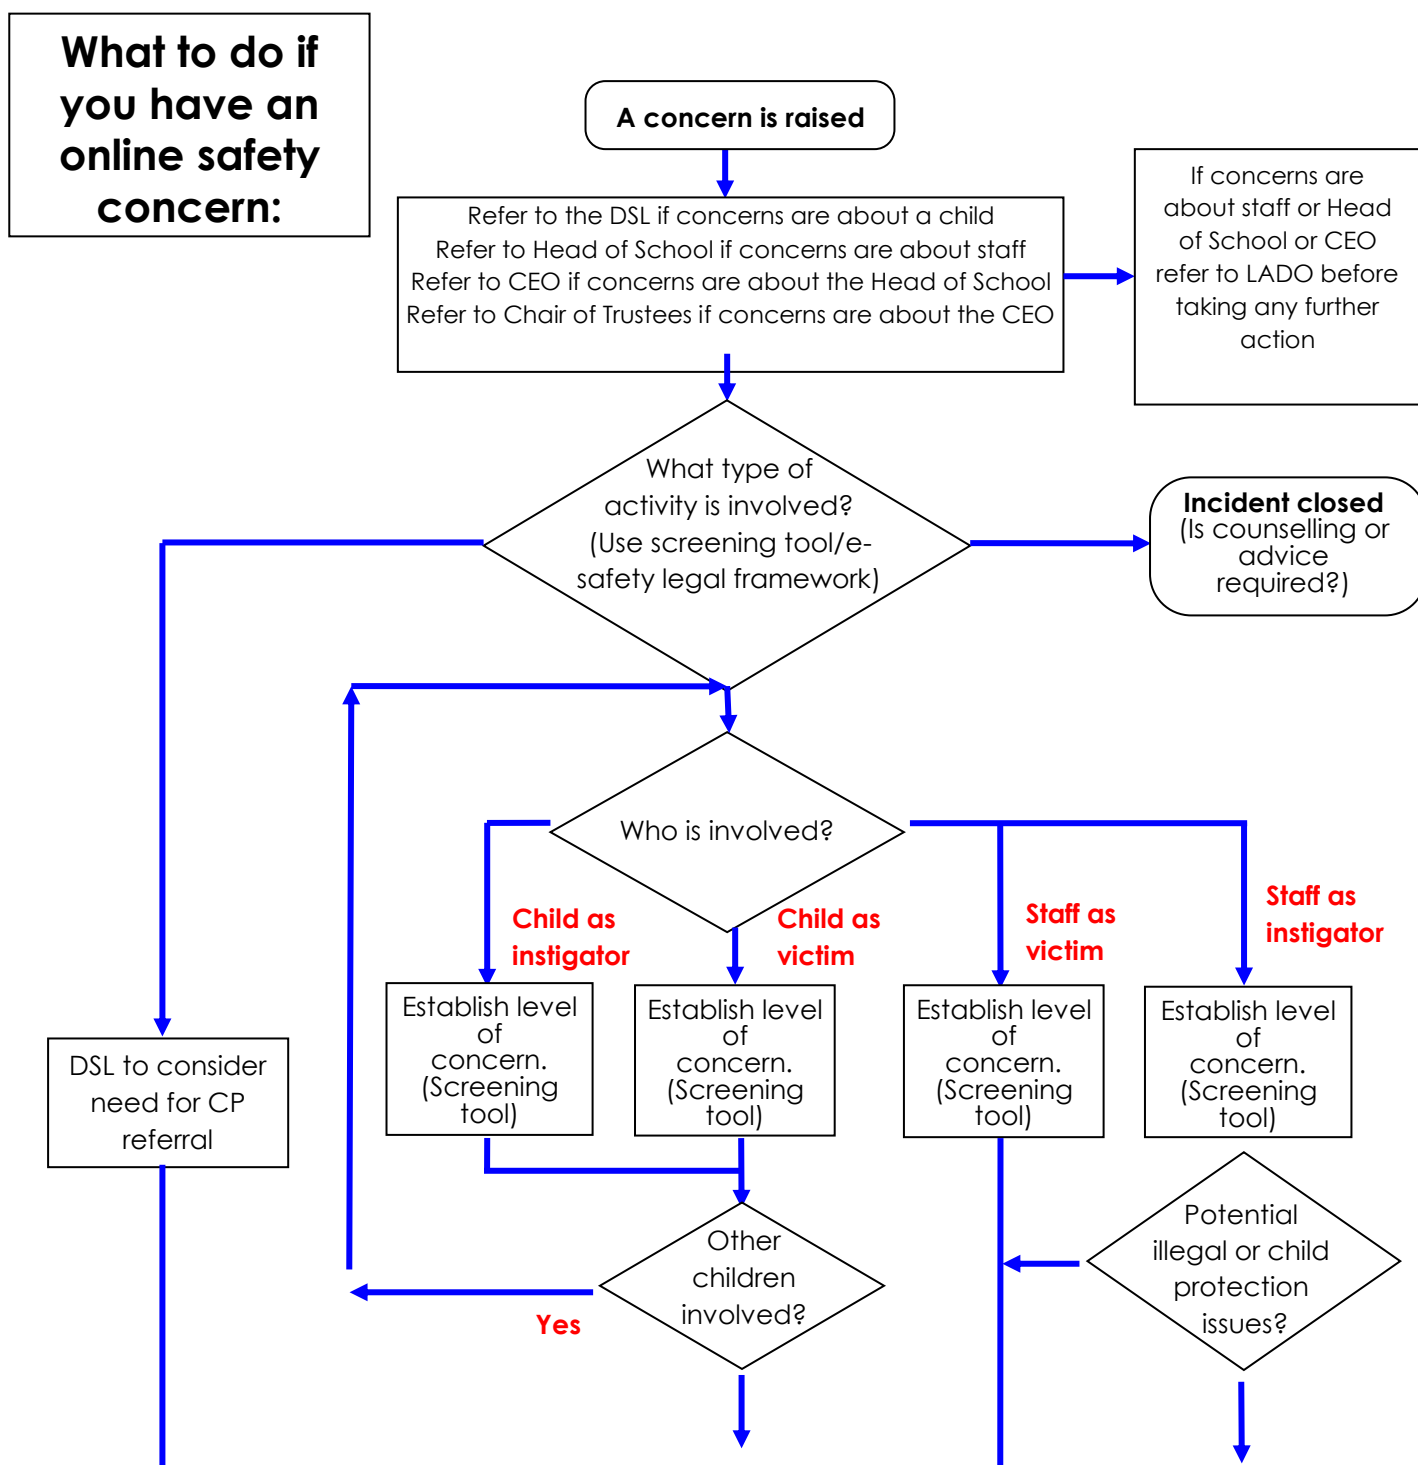 What to do if
you have an
online safety
concern:
A concern is raised
Refer to the DSL if concerns are about a child
Refer to Head of School if concerns are about staff
Refer to CEO if concerns are about the Head of School
Refer to Chair of Trustees if concerns are about the CEO
If concerns are
about staff or Head
of School or CEO
refer to LADO before
taking any further
action
What type of
activity is involved?
(Use screening tool/e-
safety legal framework)
Incident closed
(Is counselling or
advice
required?)
Who is involved?
Child as
instigator
Child as
victim
Staff as
victim
Staff as
instigator
Establish level
of
concern.
(Screening
tool)
Establish level
of
concern.
(Screening
tool)
Establish level
of
concern.
(Screening
tool)
Establish level
of
concern.
(Screening
tool)
DSL to consider
need for CP
referral
Other
children
involved?
Yes
Potential
illegal or child
protection
issues?